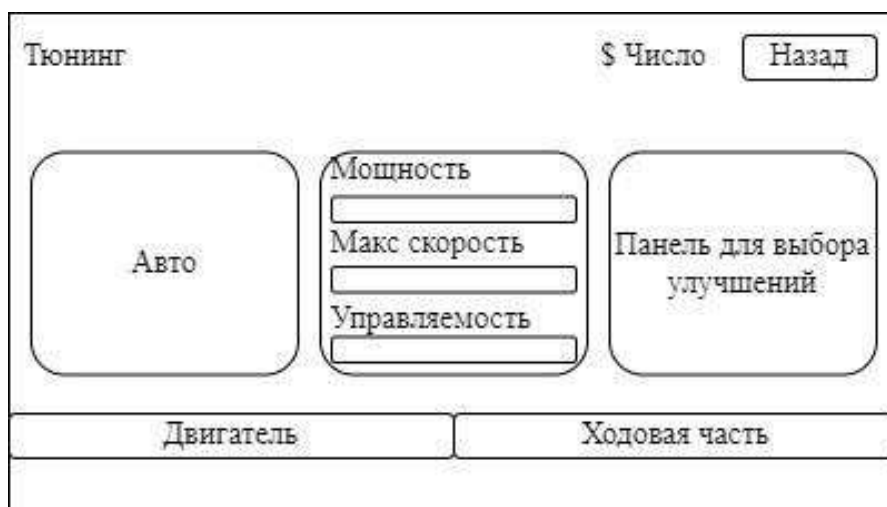 Тюнинг
$ Число
Назад
Авто
Мощность
Макс скорость
Управляемость
Панель для выбора
улучшений
Двигатель
Ходовая часть